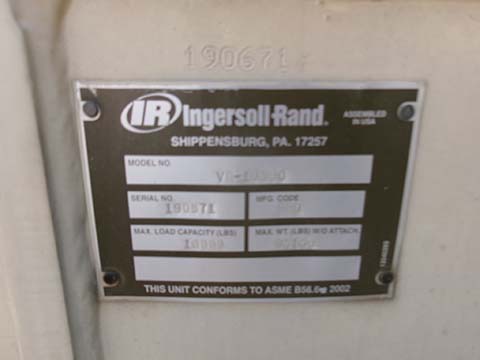 190671
IR Ingersoll-Rand.
ASSEMBLED
IN USA
SHIPPENSBURG, PA. 17257
MODEL NO.
SERIAL NO. MFG. CODE
190671
MAX. LOAD CAPACITY (LBS) MAX. WT. (LBS) W/O ATTACH.
THIS UNIT CONFORMS TO ASME B56.6 2002